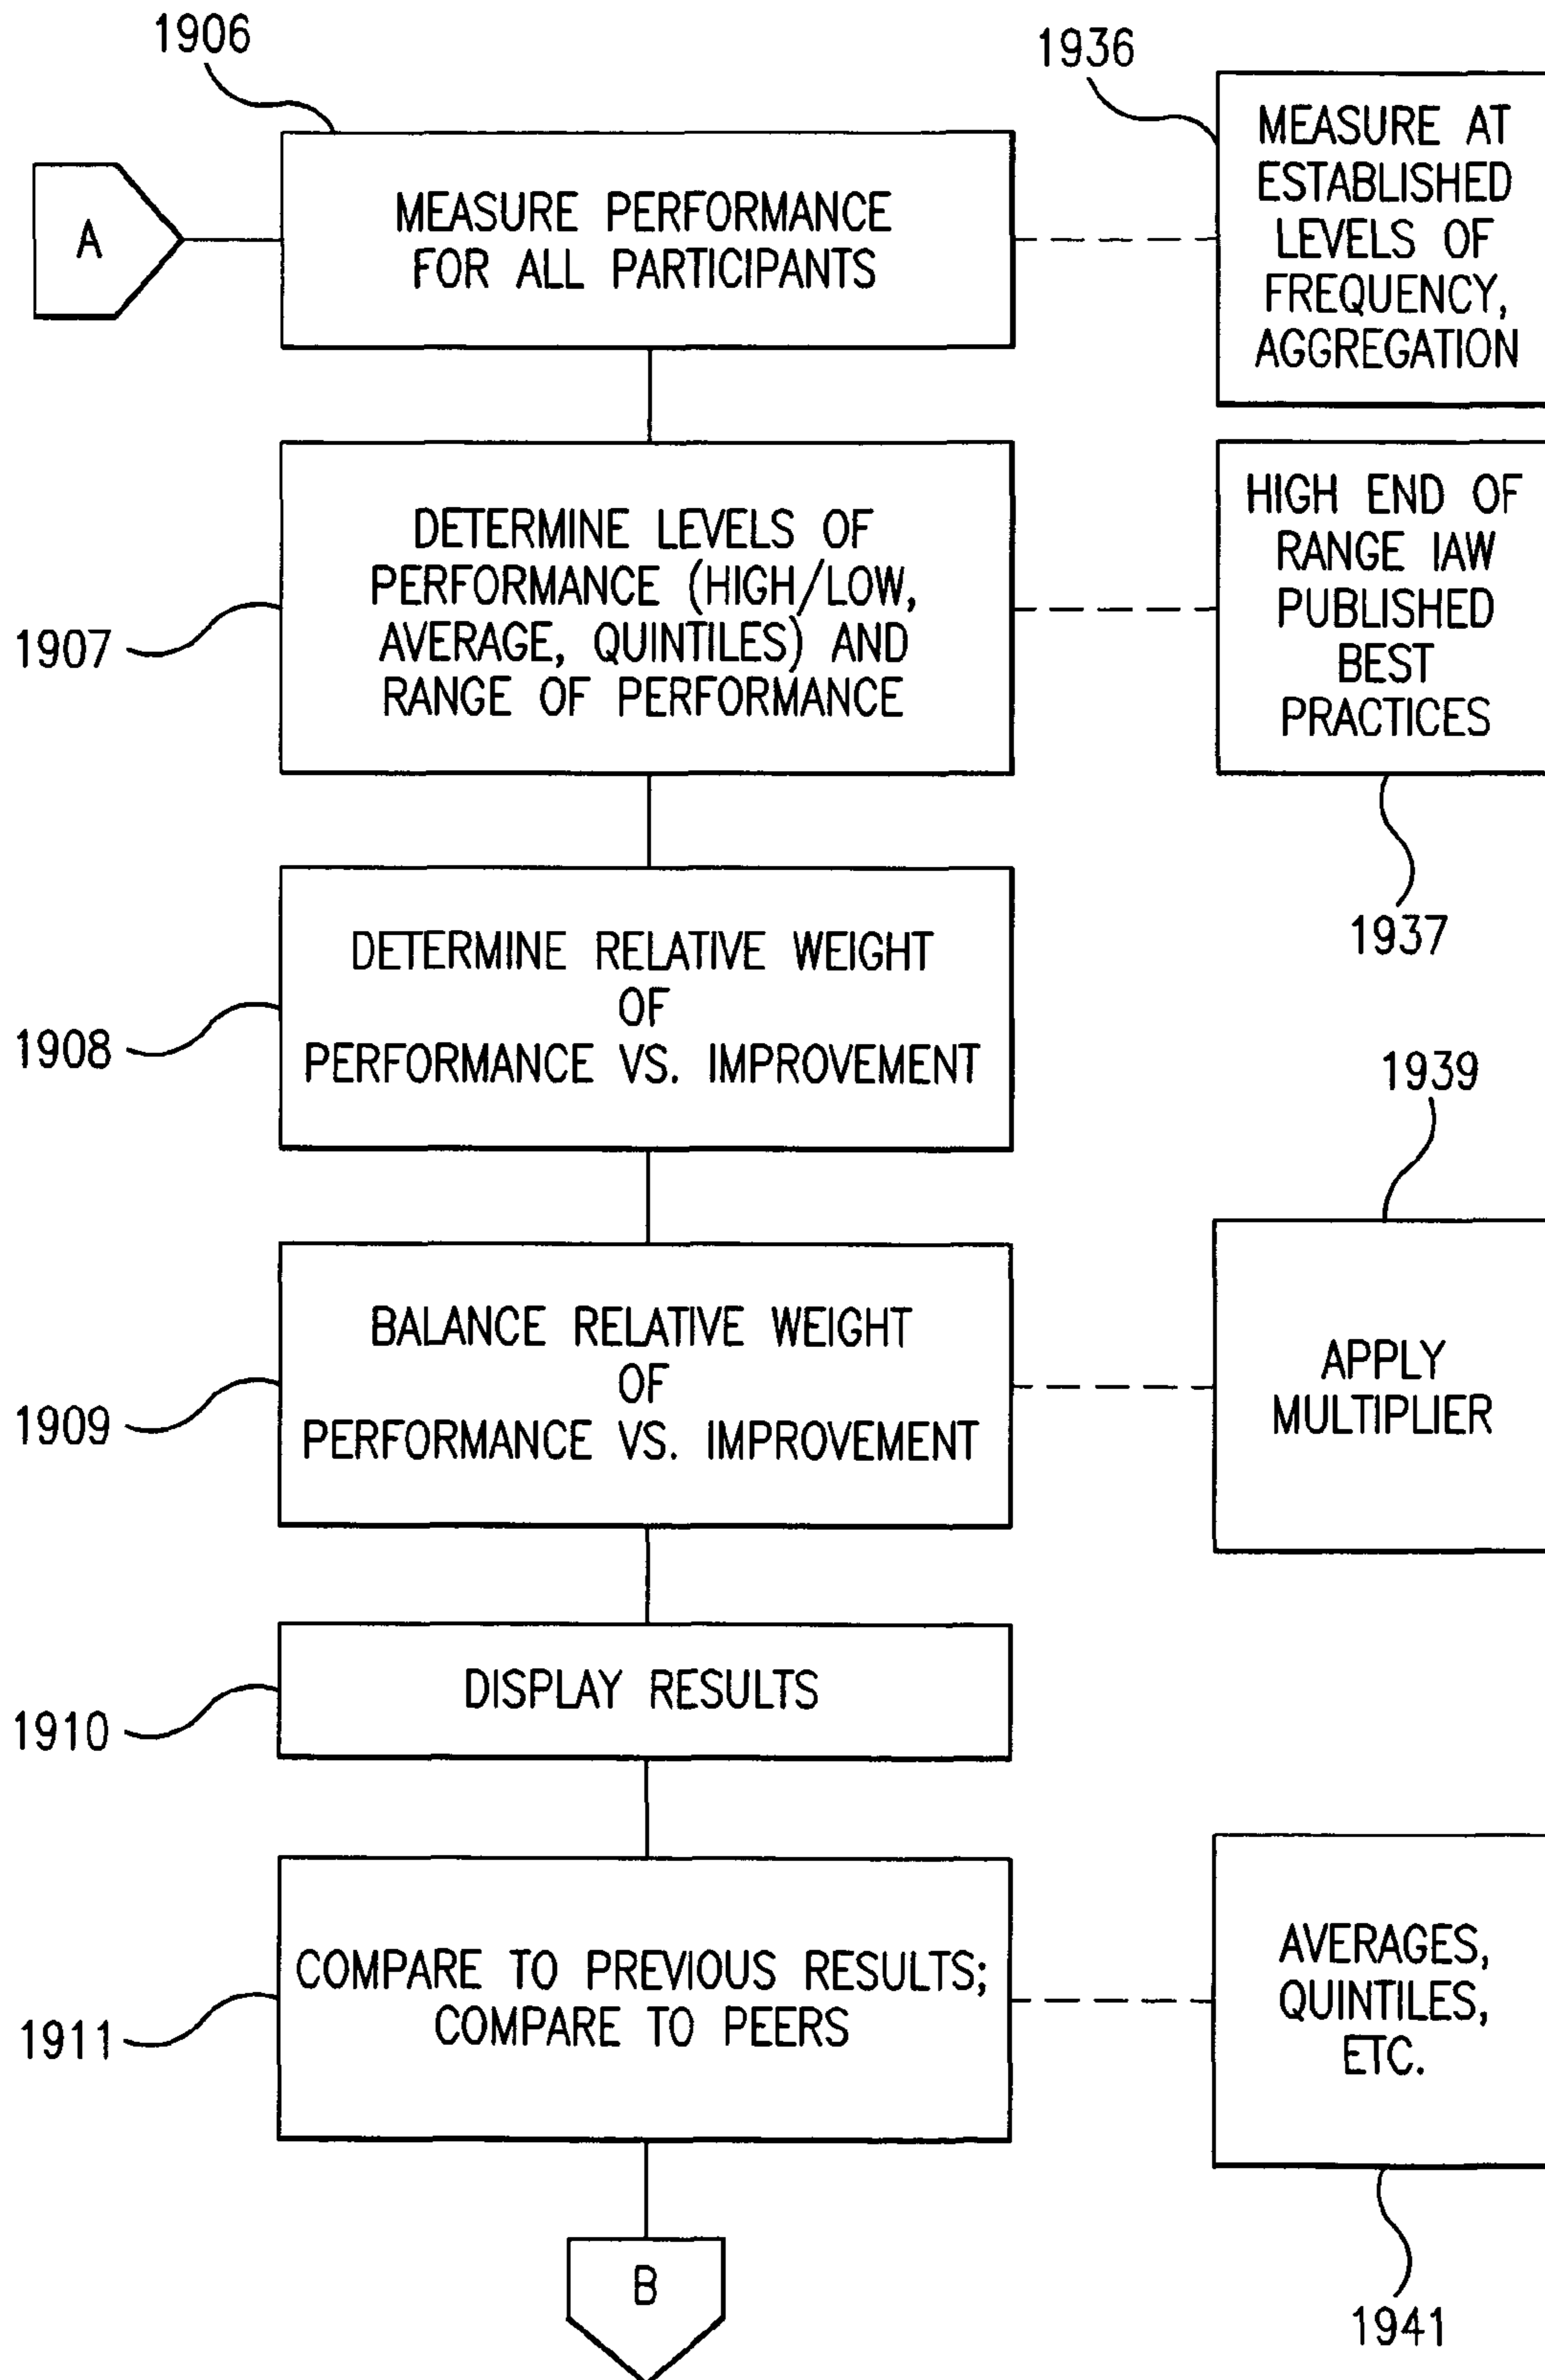 1906
1936
A
MEASURE PERFORMANCE
FOR ALL PARTICIPANTS
MEASURE AT
ESTABLISHED
LEVELS OF
FREQUENCY,
AGGREGATION
1907
DETERMINE LEVELS OF
PERFORMANCE (HIGH/LOW,
AVERAGE, QUINTILES) AND
RANGE OF PERFORMANCE
HIGH END OF
RANGE IAW
PUBLISHED
BEST
PRACTICES
1937
1908
DETERMINE RELATIVE WEIGHT
OF
PERFORMANCE VS. IMPROVEMENT
1939
1909
BALANCE RELATIVE WEIGHT
OF
PERFORMANCE VS. IMPROVEMENT
APPLY
MULTIPLIER
1910
DISPLAY RESULTS
1911
COMPARE TO PREVIOUS RESULTS;
COMPARE TO PEERS
AVERAGES,
QUINTILES,
ETC.
1941
B